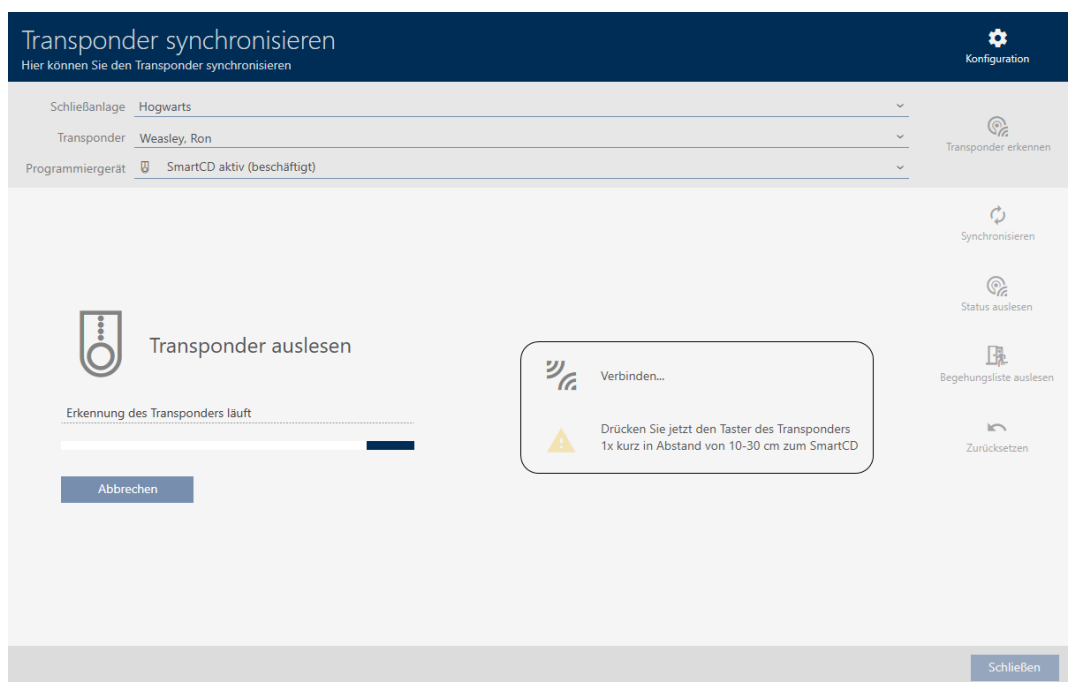 Transponder synchronisieren
Hier können Sie den Transponder synchronisieren
Konfiguration
Schließanlage Hogwarts
Transponder Weasley, Ron
Programmiergerät SmartCD aktiv (beschäftigt)
Transponder erkennen
Synchronisieren
Status auslesen
Begehungsliste auslesen
Zurücksetzen
Transponder auslesen
Erkennung des Transponders läuft
Abbrechen
Verbinden...
Drücken Sie jetzt den Taster des Transponders
1x kurz in Abstand von 10-30 cm zum SmartCD
Schließen